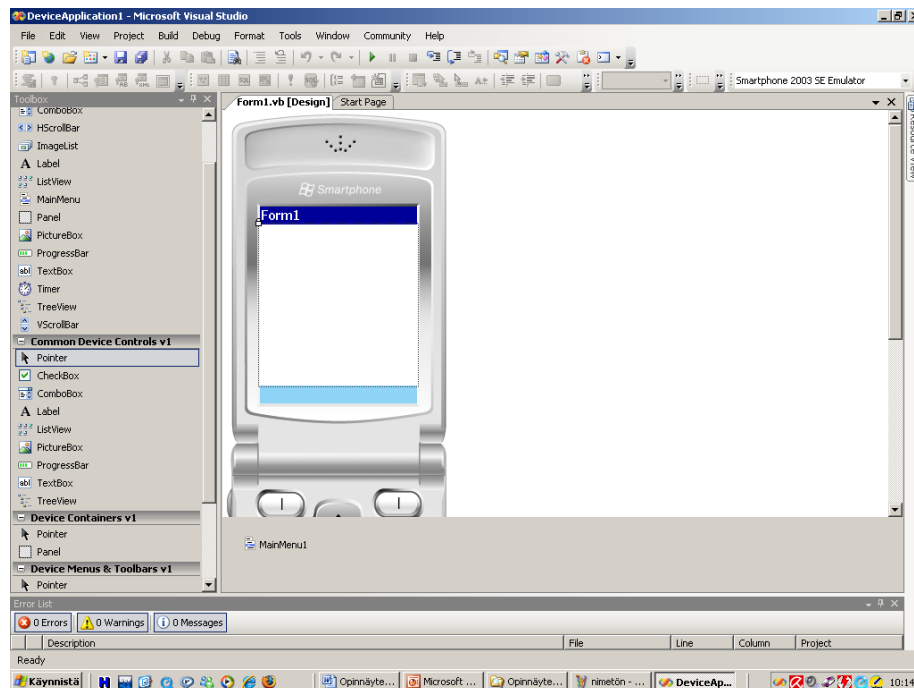 DeviceApplication1 - Microsoft Visual Studio
File Edit View Project Build Debug Format Tools Window Community Help
Smartphone 2003 SE Emulator
Toolbox
Form1.vb [Design] Start Page
ComboBox
HScrollBar
ImageList
Label
ListView
MainMenu
Panel
PictureBox
ProgressBar
TextBox
Timer
TreeView
VScrollBar
Common Device Controls v1
Pointer
CheckBox
ComboBox
Label
ListView
PictureBox
ProgressBar
TextBox
TreeView
Device Containers v1
Pointer
Panel
Device Menus & Toolbars v1
Pointer
Smartphone
Form1
MainMenu1
Resource View
Error List
0 Errors 0 Warnings 0 Messages
Description File Line Column Project
Ready
Käynnistä Opinnäyte... Microsoft ... Opinnäyte... nimetön - ... DeviceAp... 10:14